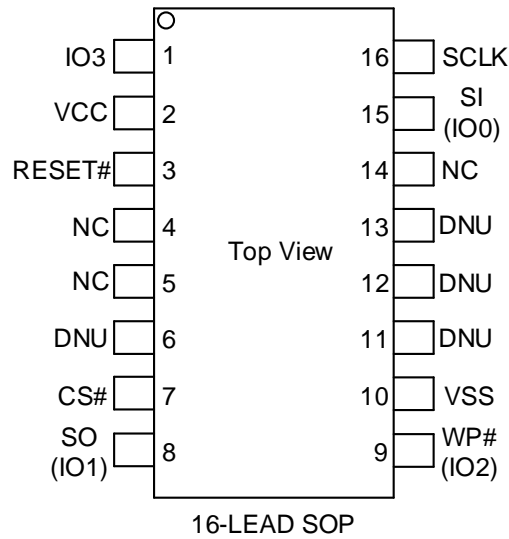 IO3 1 16 SCLK
VCC 2 15 SI
(IO0)
RESET# 3 14 NC
NC 4 13 DNU
Top View
NC 5 12 DNU
DNU 6 11 DNU
CS# 7 10 VSS
SO 8 9 WP#
(IO1) (IO2)
16-LEAD SOP